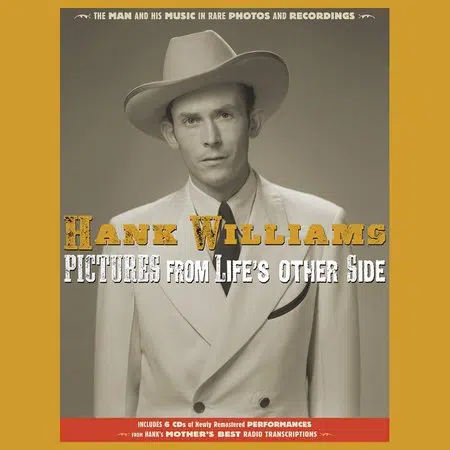 THE MAN AND HIS MUSIC IN RARE PHOTOS AND RECORDINGS
HANK WILLIAMS
PICTURES FROM LIFE'S OTHER SIDE
INCLUDES 6 CDs of Newly Remastered PERFORMANCES
FROM HANK'S MOTHER'S BEST RADIO TRANSCRIPTIONS